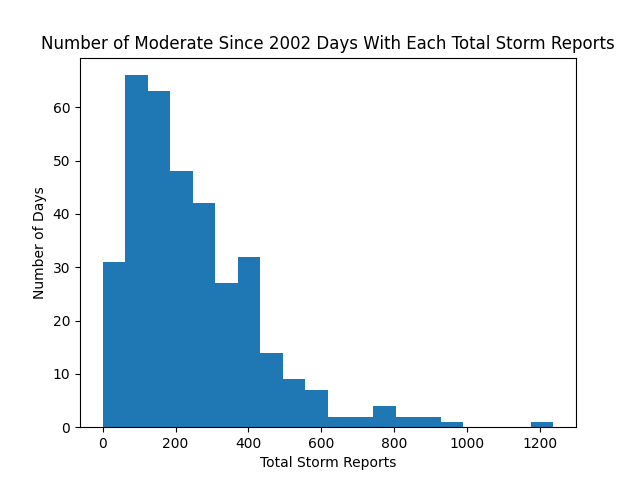 Number of Moderate Since 2002 Days With Each Total Storm Reports
Number of Days
60
50
40
30
20
10
0
0 200 400 600 800 1000 1200
Total Storm Reports